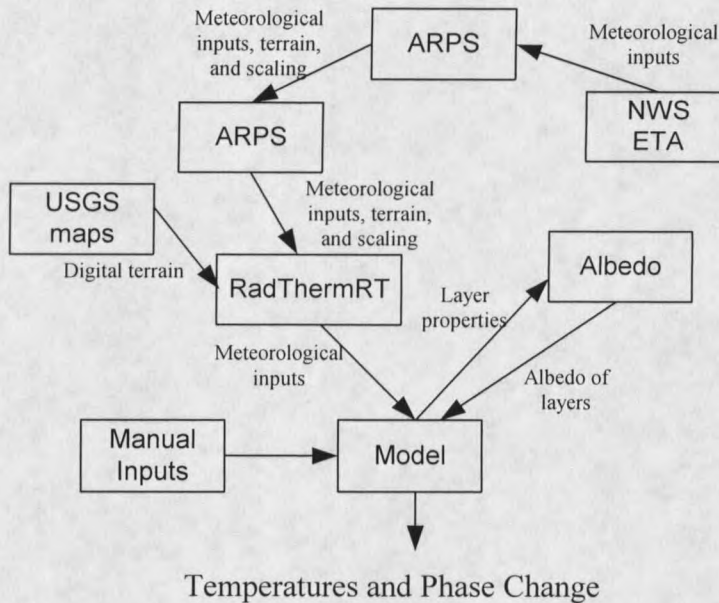 Meteorological
inputs, terrain,
and scaling
ARPS
Meteorological
inputs
NWS
ETA
ARPS
Meteorological
inputs, terrain,
and scaling
USGS
maps
Digital terrain
RadThermRT
Albedo
Layer
properties
Meteorological
inputs
Albedo of
layers
Manual
Inputs
Model
Temperatures and Phase Change